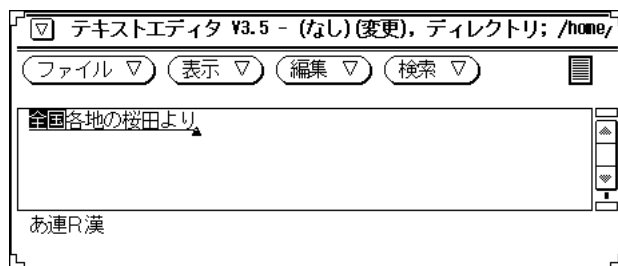 テキストエディタ V3.5 - (なし)(変更), ディレクトリ; /home/
ファイル 表示 編集 検索
全国各地の桜田より
あ連R漢